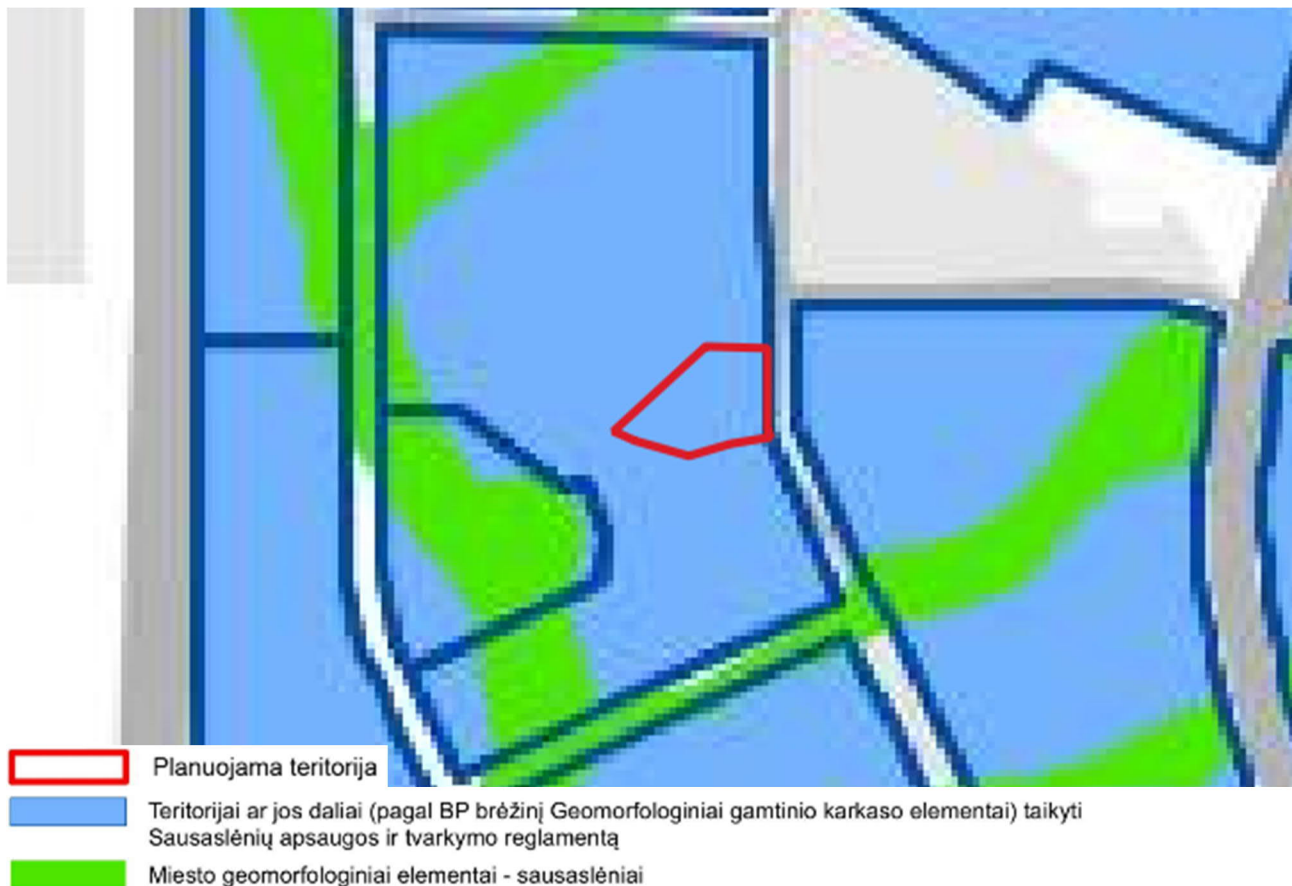 Planuojama teritorija
Teritorijai ar jos daliai (pagal BP brėžinį Geomorfologiniai gamtinio karkaso elementai) taikyti
Sausaslėnių apsaugos ir tvarkymo reglamentą
Miesto geomorfologiniai elementai - sausaslėniai